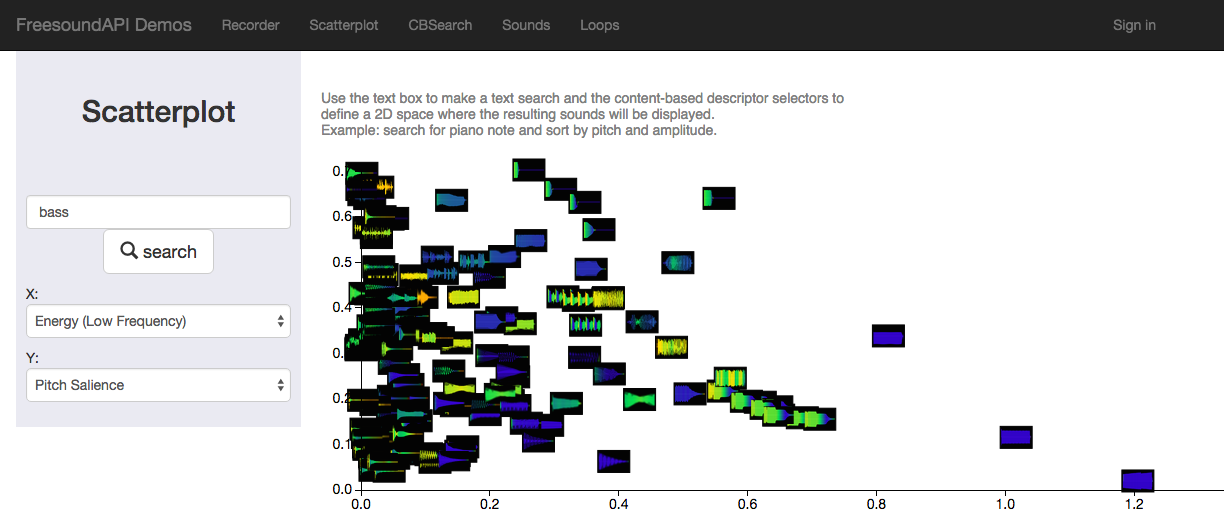 FreesoundAPI Demos Recorder Scatterplot CBSearch Sounds Loops Sign in
Scatterplot
bass
search
X:
Energy (Low Frequency)
Y:
Pitch Salience
Use the text box to make a text search and the content-based descriptor selectors to
define a 2D space where the resulting sounds will be displayed.
Example: search for piano note and sort by pitch and amplitude.
0.
0.6
0.5
0.4
0.
0.2
0.1
0.0
0.0 0.2 0.4 0.6 0.8 1.0 1.2